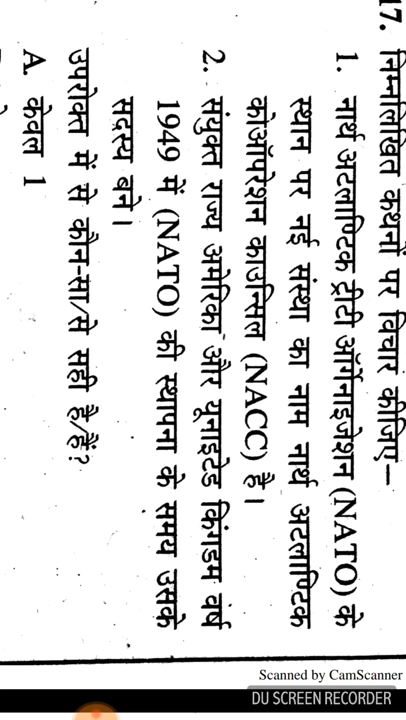 17. निम्नलिखित कथनों पर विचार कीजिए—
1. नार्थ अटलाण्टिक ट्रीटी ऑर्गेनाइजेशन (NATO) के
स्थान पर नई संस्था का नाम नार्थ अटलाण्टिक
कोऑपरेशन काउन्सिल (NACC) है।
2. संयुक्त राज्य अमेरिका और यूनाइटेड किंगडम वर्ष
1949 में (NATO) की स्थापना के समय उसके
सदस्य बने।
उपरोक्त में से कौन-सा/से सही है/हैं?
A. केवल 1
Scanned by CamScanner
DU SCREEN RECORDER